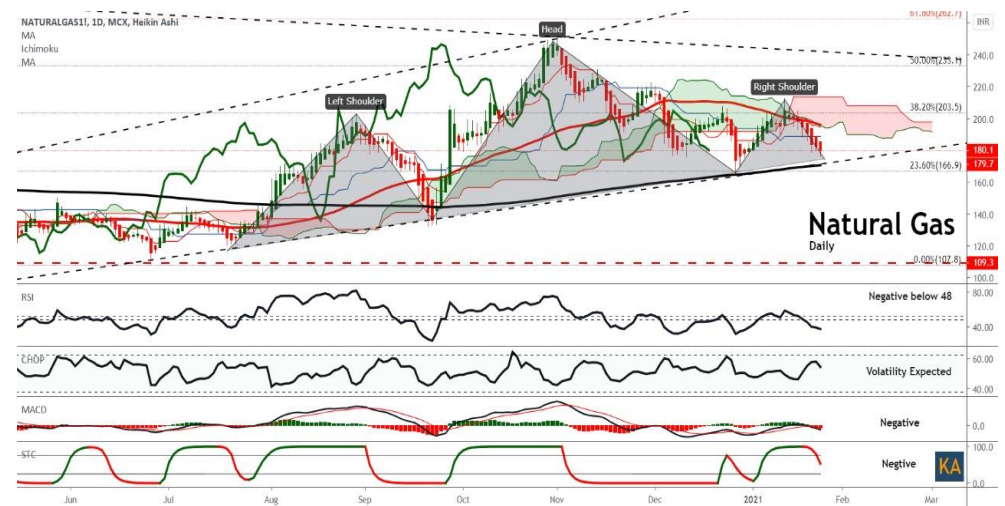 NATURALGAS1!, 1D, MCX, Heikin Ashi
MA
Ichimoku
MA
61.80%(262.7)
INR
Head
240.0
50.00%(235.1)
220.0
Left Shoulder
Right Shoulder
38.20%(203.5)
200.0
180.1
179.7
23.60%(166.9)
160.0
140.0
Natural Gas
Daily
120.0
0.00%(107.8)
109.3
100.0
RSI
Negative below 48
80.00
40.00
CHOP
60.00
Volatility Expected
20.00
MACD
Negative
0.0
STC
100.0
Negtive
KA
0.0
Jun
Jul
Aug
Sep
Oct
Nov
Dec
2021
Feb
Mar